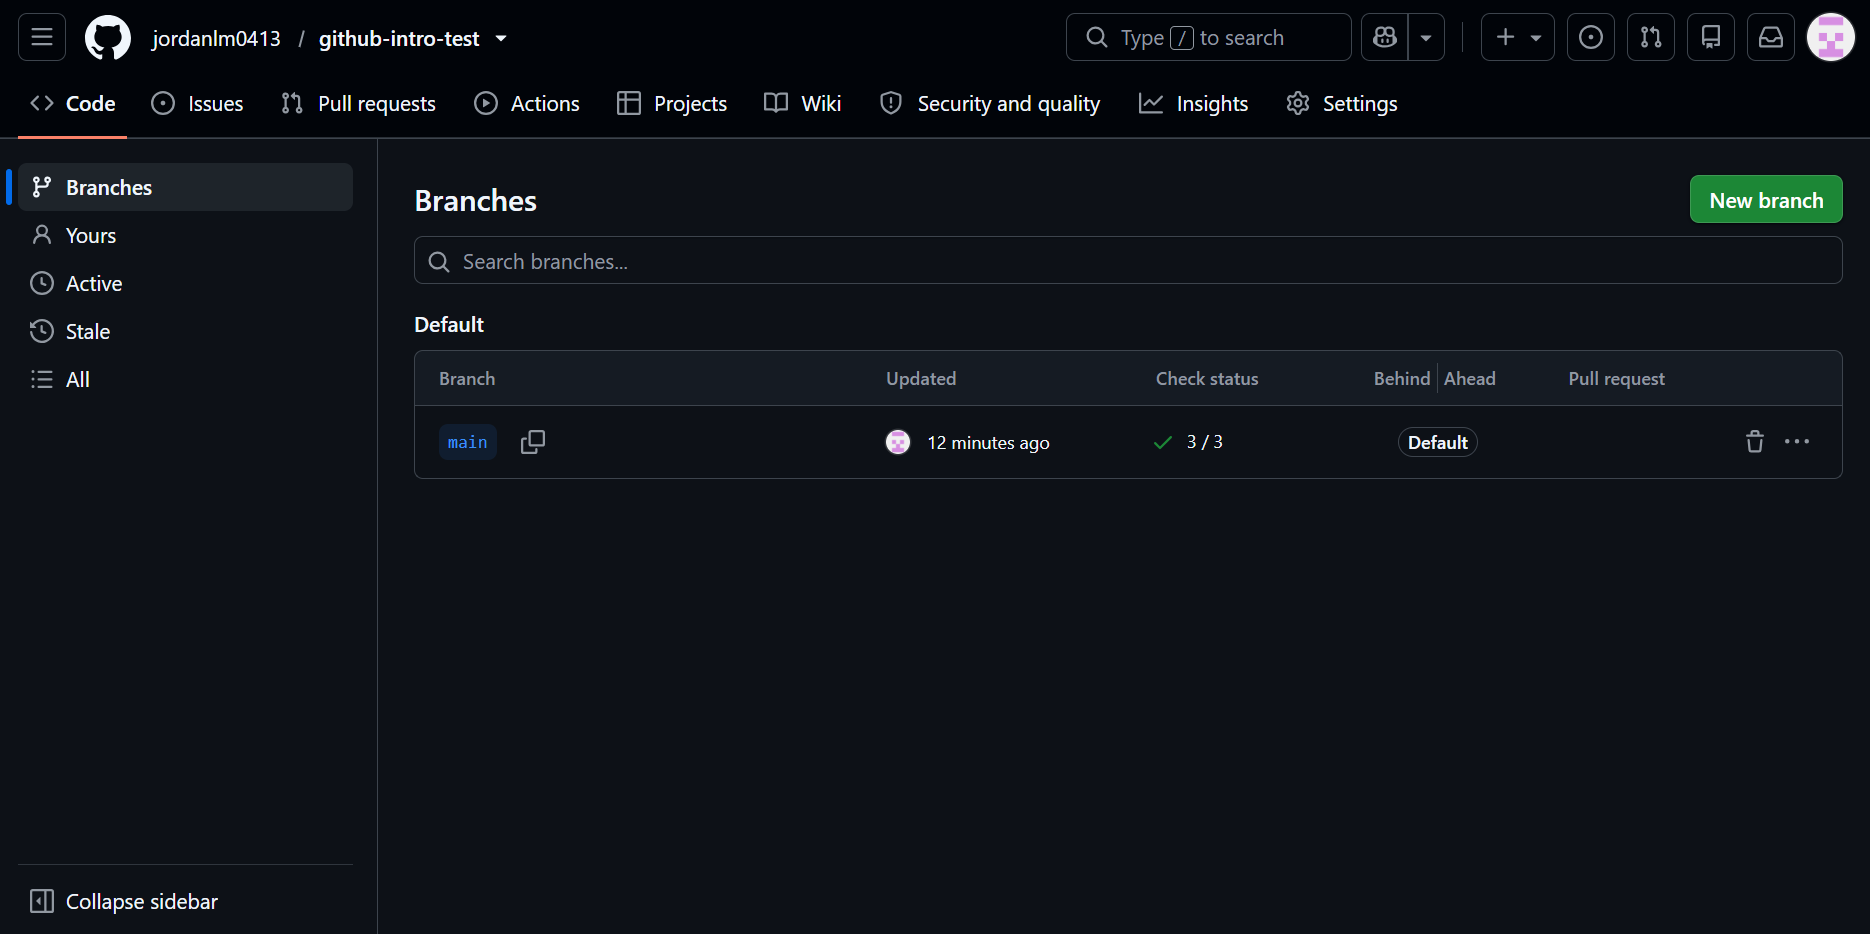 jordanlm0413 / github-intro-test
Type / to search
Code Issues Pull requests Actions Projects Wiki Security and quality Insights Settings
Branches
Yours
Active
Stale
All
Collapse sidebar
Branches
New branch
Search branches...
Default
Branch Updated Check status Behind Ahead Pull request
main 12 minutes ago 3 / 3 Default